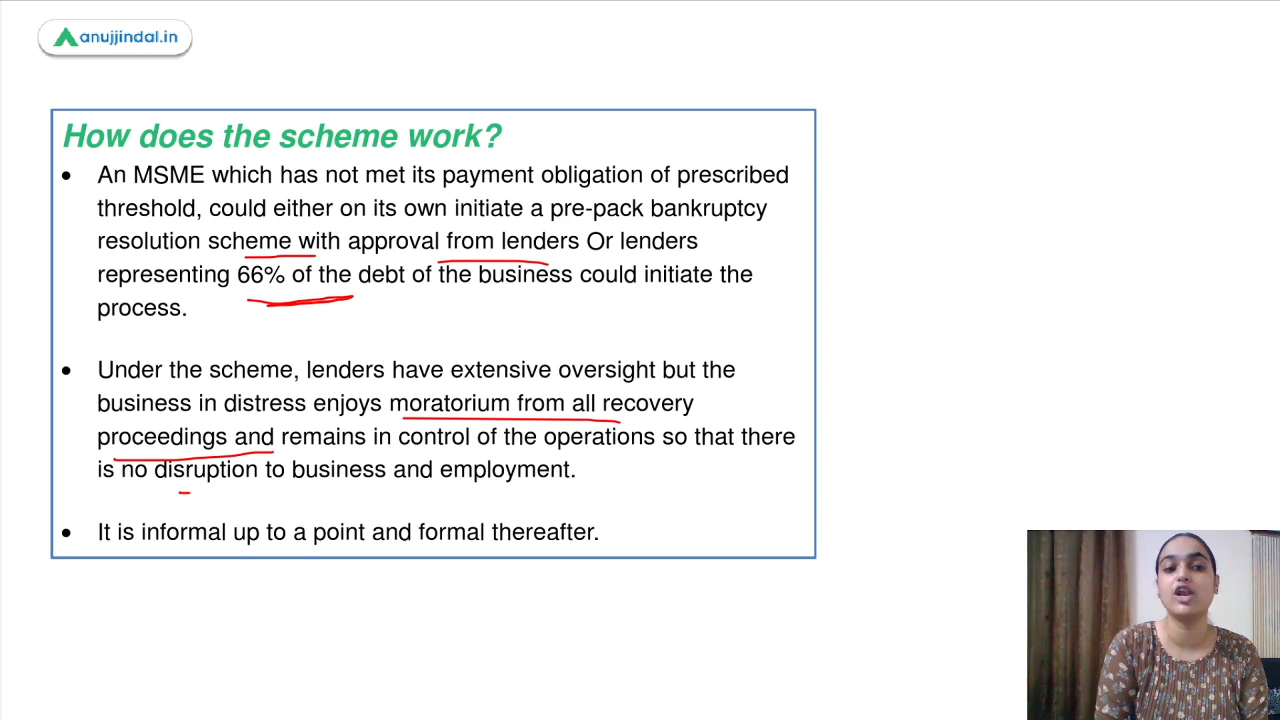 anujjindal.in
How does the scheme work?
• An MSME which has not met its payment obligation of prescribed
threshold, could either on its own initiate a pre-pack bankruptcy
resolution scheme with approval from lenders Or lenders
representing 66% of the debt of the business could initiate the
process.
• Under the scheme, lenders have extensive oversight but the
business in distress enjoys moratorium from all recovery
proceedings and remains in control of the operations so that there
is no disruption to business and employment.
• It is informal up to a point and formal thereafter.